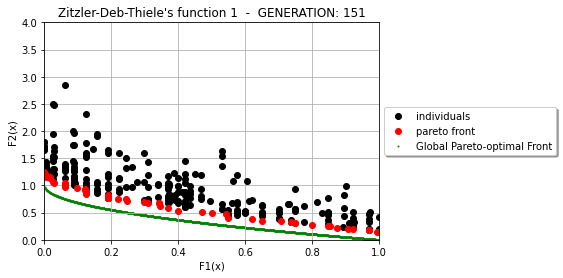 Zitzler-Deb-Thiele's function 1 - GENERATION: 151
4.0
3.5
3.0
2.5
2.0
1.5
1.0
0.5
0.0
F2(x)
0.0 0.2 0.4 0.6 0.8 1.0
F1(x)
individuals
pareto front
Global Pareto-optimal Front